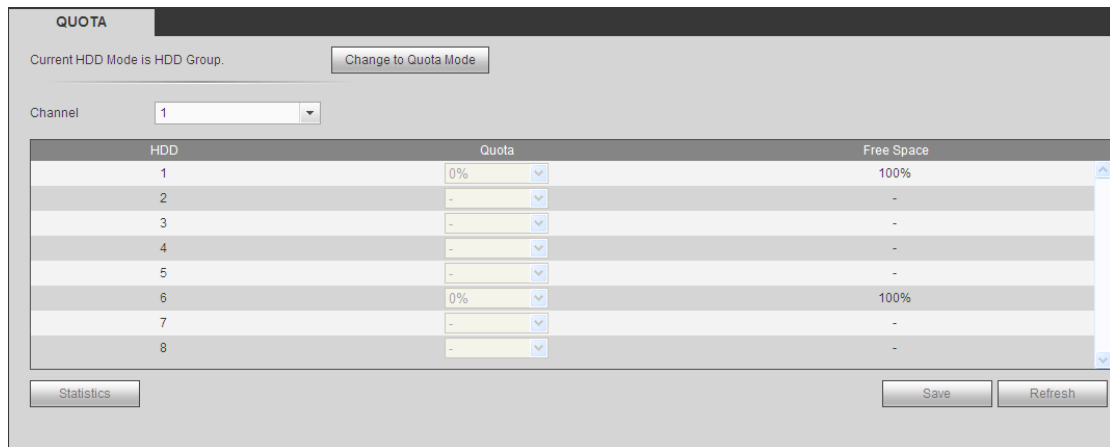 QUOTA
Current HDD Mode is HDD Group. Change to Quota Mode
Channel 1
HDD Quota Free Space
1 0% 100%
2 - -
3 - -
4 - -
5 - -
6 0% 100%
7 - -
8 - -
Statistics Save Refresh